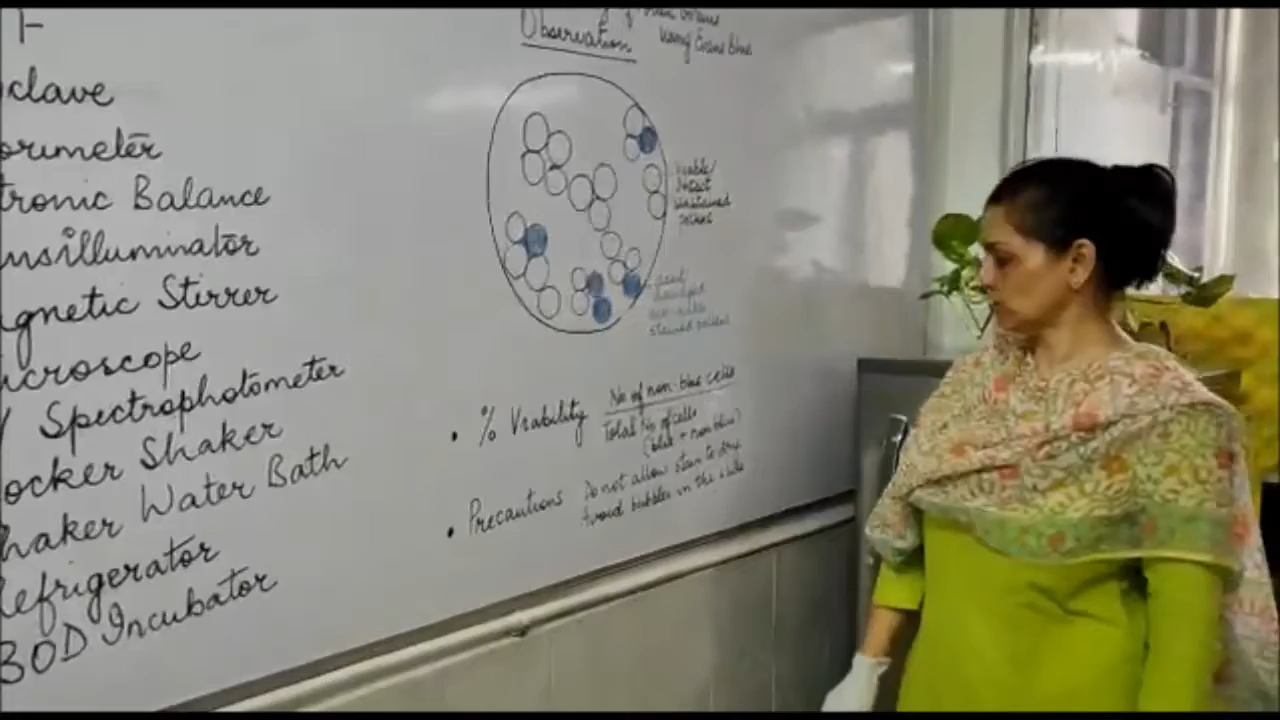 clave
orimeter
tronic Balance
nsilluminator
gnetic Stirrer
icroscope
Spectrophotometer
ocker Shaker
haker Water Bath
efrigerator
BOD Incubator
using Evans blue
Observation
Viable/
Intact
Unstained
stained
• % Viability No of non-blue cells
Total No of cells
(blue + non blue)
• Precautions Do not allow stain to dry
Avoid bubbles in the